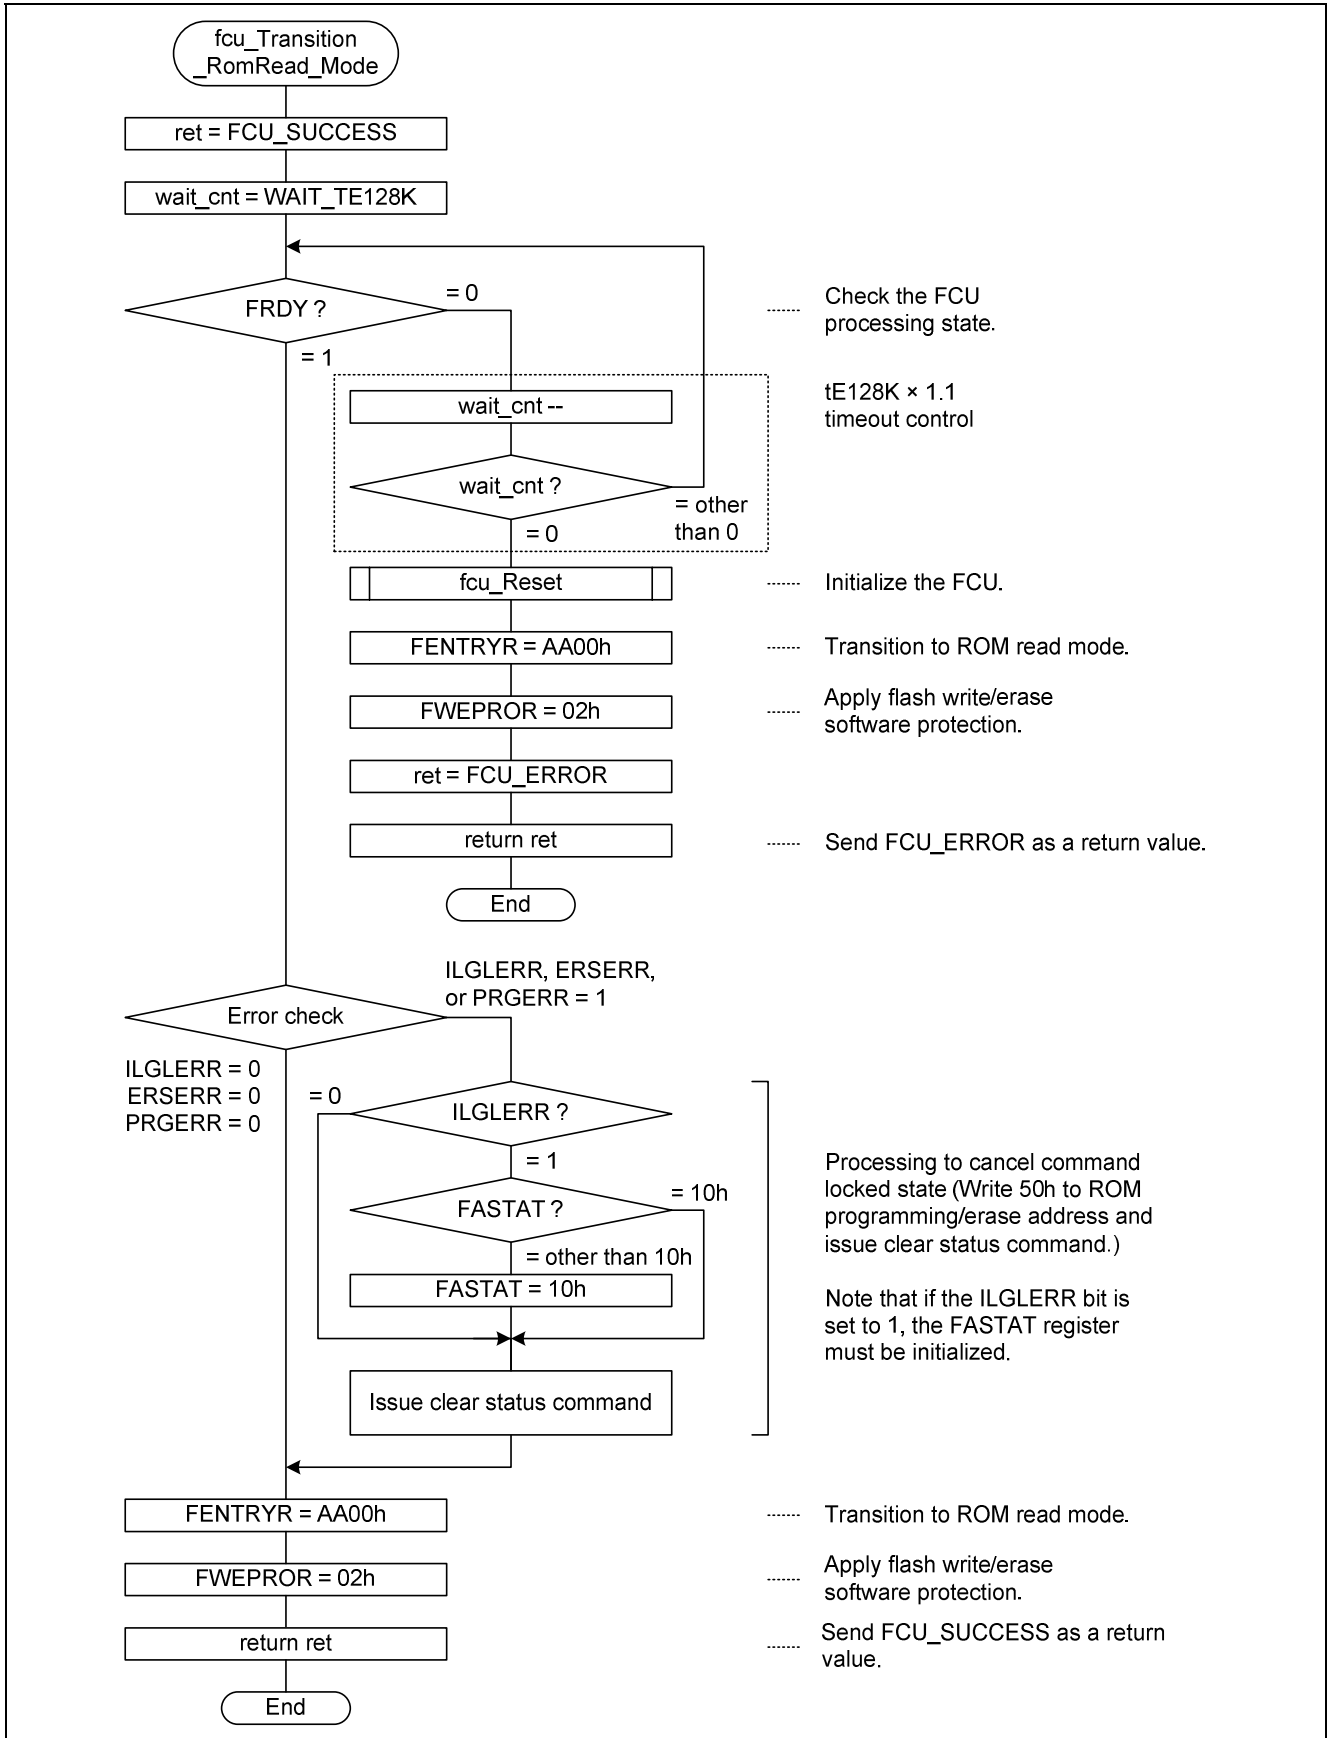 fcu_Transition
_RomRead_Mode
ret = FCU_SUCCESS
wait_cnt = WAIT_TE128K
FRDY ?
= 0
= 1
Check the FCU
processing state.
wait_cnt --
tE128K × 1.1
timeout control
wait_cnt ?
= other
than 0
= 0
fcu_Reset
Initialize the FCU.
FENTRYR = AA00h
Transition to ROM read mode.
FWEPROR = 02h
Apply flash write/erase
software protection.
ret = FCU_ERROR
return ret
Send FCU_ERROR as a return value.
End
Error check
ILGLERR, ERSERR,
or PRGERR = 1
ILGLERR = 0
ERSERR = 0
PRGERR = 0
= 0
ILGLERR ?
= 1
FASTAT ?
= 10h
= other than 10h
FASTAT = 10h
Issue clear status command
Processing to cancel command
locked state (Write 50h to ROM
programming/erase address and
issue clear status command.)
Note that if the ILGLERR bit is
set to 1, the FASTAT register
must be initialized.
FENTRYR = AA00h
Transition to ROM read mode.
FWEPROR = 02h
Apply flash write/erase
software protection.
return ret
Send FCU_SUCCESS as a return
value.
End